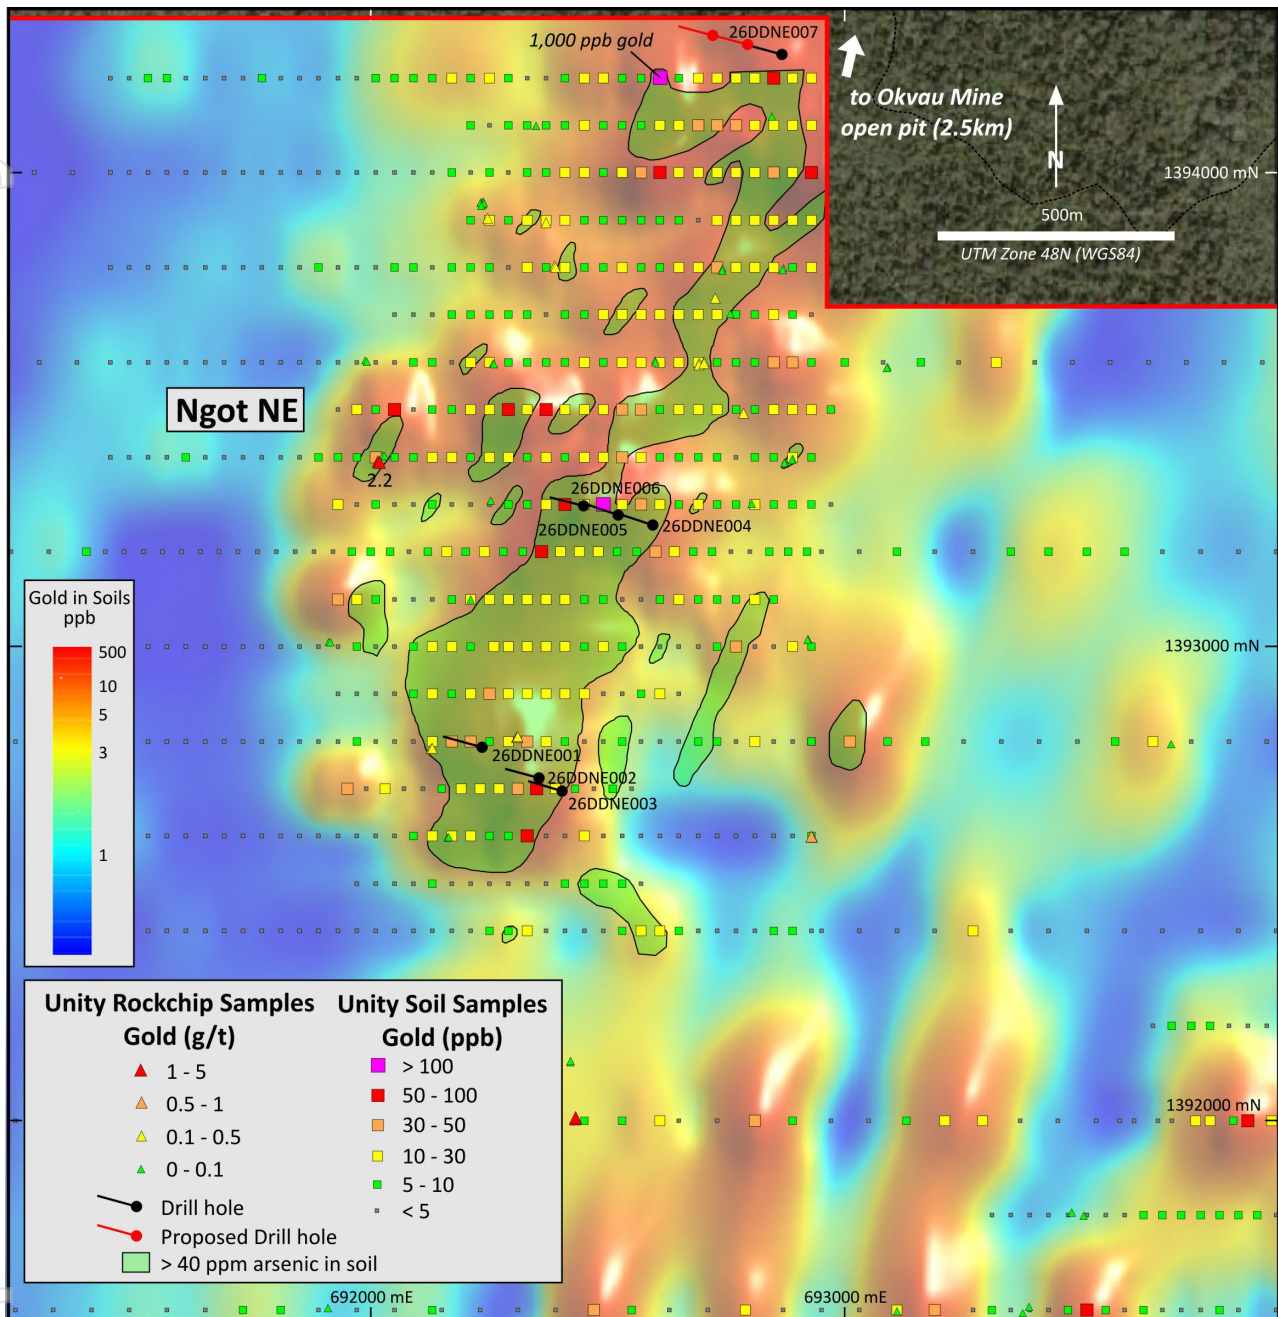 26DDNE007
1,000 ppb gold
to Okvau Mine
open pit (2.5km)
N
1394000 mN
500m
UTM Zone 48N (WGS84)
Ngot NE
2.2
26DDNE006
26DDNE005
26DDNE004
Gold in Soils
ppb
500
10
5
3
1
1393000 mN
26DDNE001
26DDNE002
26DDNE003
Unity Rockchip Samples
Gold (g/t)
1 - 5
0.5 - 1
0.1 - 0.5
0 - 0.1
Drill hole
Proposed Drill hole
> 40 ppm arsenic in soil
Unity Soil Samples
Gold (ppb)
> 100
50 - 100
30 - 50
10 - 30
5 - 10
< 5
1392000 mN
692000 mE
693000 mE